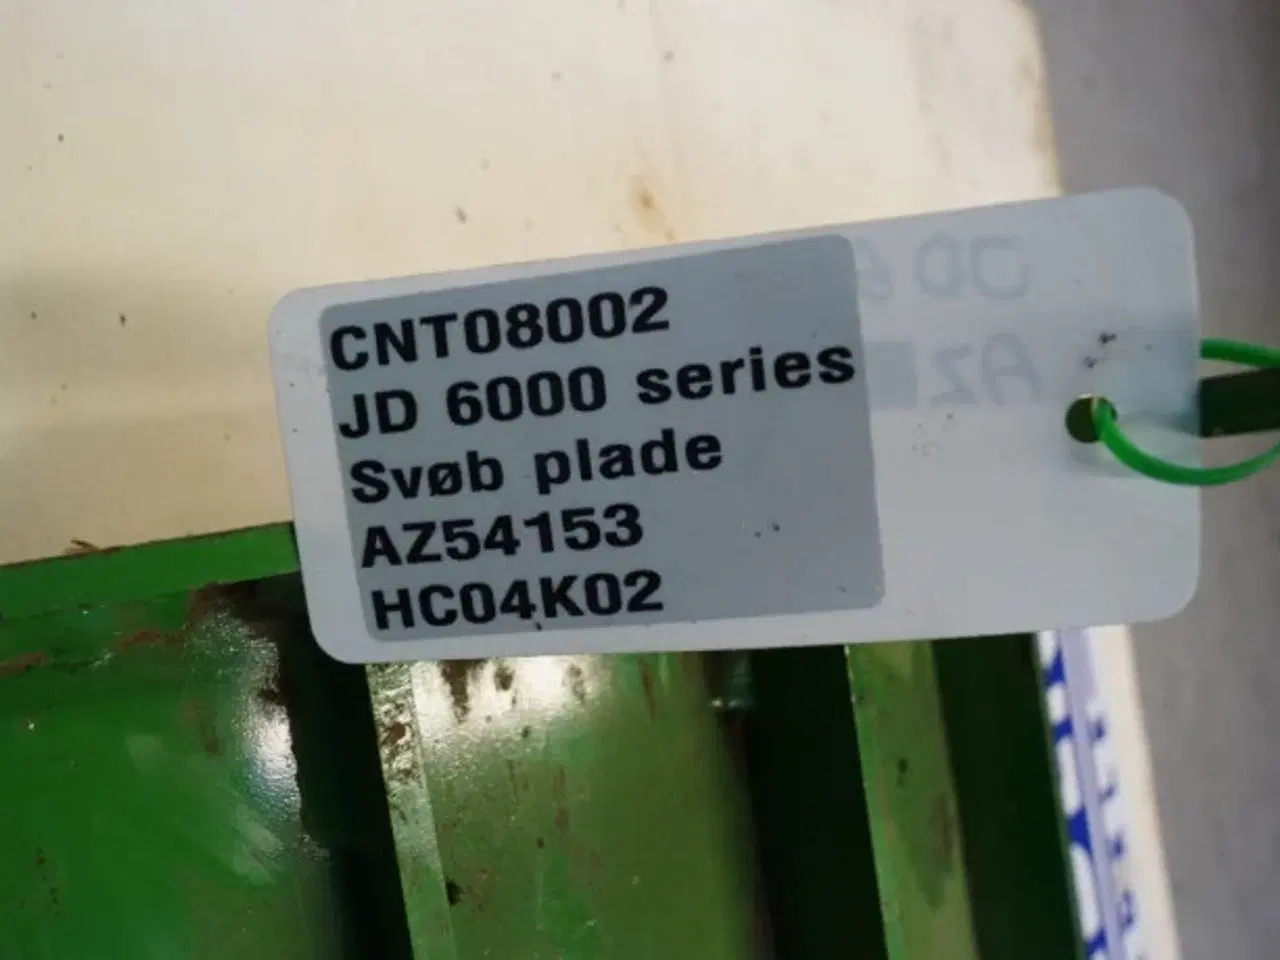 CNT08002
JD 6000 series
Svøb plade
AZ54153
HC04K02